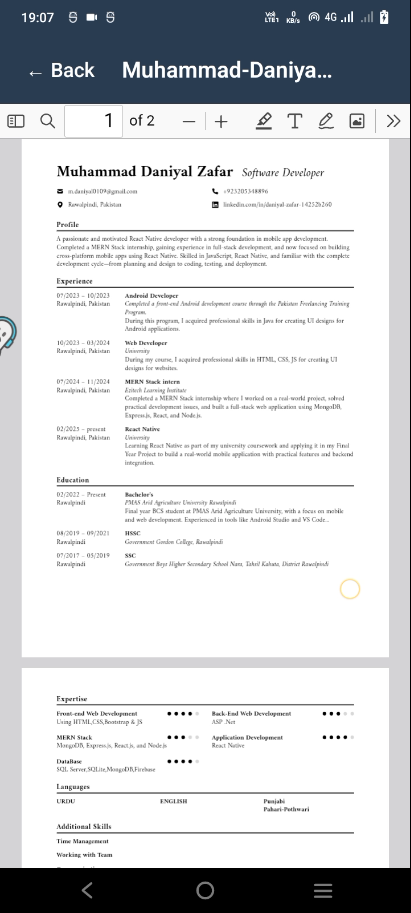 19:07
Vo)) LTE1 0 KB/s 4G
← Back Muhammad-Daniya...
1 of 2
Muhammad Daniyal Zafar Software Developer
m.daniyal0109@gmail.com +923205348896
Rawalpindi, Pakistan linkedin.com/in/daniyal-zafar-142526260
Profile
A passionate and motivated React Native developer with a strong foundation in mobile app development.
Completed a MERN Stack internship, gaining experience in full-stack development, and now focused on building
cross-platform mobile apps using React Native. Skilled in JavaScript, React Native, and familiar with the complete
development cycle—from planning and design to coding, testing, and deployment.
Experience
07/2023 – 10/2023 Android Developer
Rawalpindi, Pakistan Completed a front-end Android development course through the Pakistan Freelancing Training
Program.
During this program, I acquired professional skills in Java for creating UI designs for
Android applications.
10/2023 – 03/2024 Web Developer
Rawalpindi, Pakistan University
During my course, I acquired professional skills in HTML, CSS, JS for creating UI
designs for websites.
07/2024 – 11/2024 MERN Stack intern
Rawalpindi, Pakistan Ezitech Learning Institute
Completed a MERN Stack internship where I worked on a real-world project, solved
practical development issues, and built a full-stack web application using MongoDB,
Express.js, React, and Node.js.
02/2025 – present React Native
Rawalpindi, Pakistan University
Learning React Native as part of my university coursework and applying it in my Final
Year Project to build a real-world mobile application with practical features and backend
integration.
Education
02/2022 – Present Bachelor's
Rawalpindi PMAS Arid Agriculture University Rawalpindi
Final year BCS student at PMAS Arid Agriculture University, with a focus on mobile
and web development. Experienced in tools like Android Studio and VS Code..
08/2019 – 09/2021 HSSC
Rawalpindi Government Gordon College, Rawalpindi
07/2017 – 05/2019 SSC
Rawalpindi Government Boys Higher Secondary School Nara, Tahsil Kahuta, District Rawalpindi
Expertise
Front-end Web Development Back-End Web Development
Using HTML,CSS,Bootstrap & JS ASP .Net
MERN Stack Application Development
MongoDB, Express.js, React.js, and Node.js React Native
DataBase
SQL Server,SQLite,MongoDB,Firebase
Languages
URDU ENGLISH Punjabi
Pahari-Pothwari
Additional Skills
Time Management
Working with Team